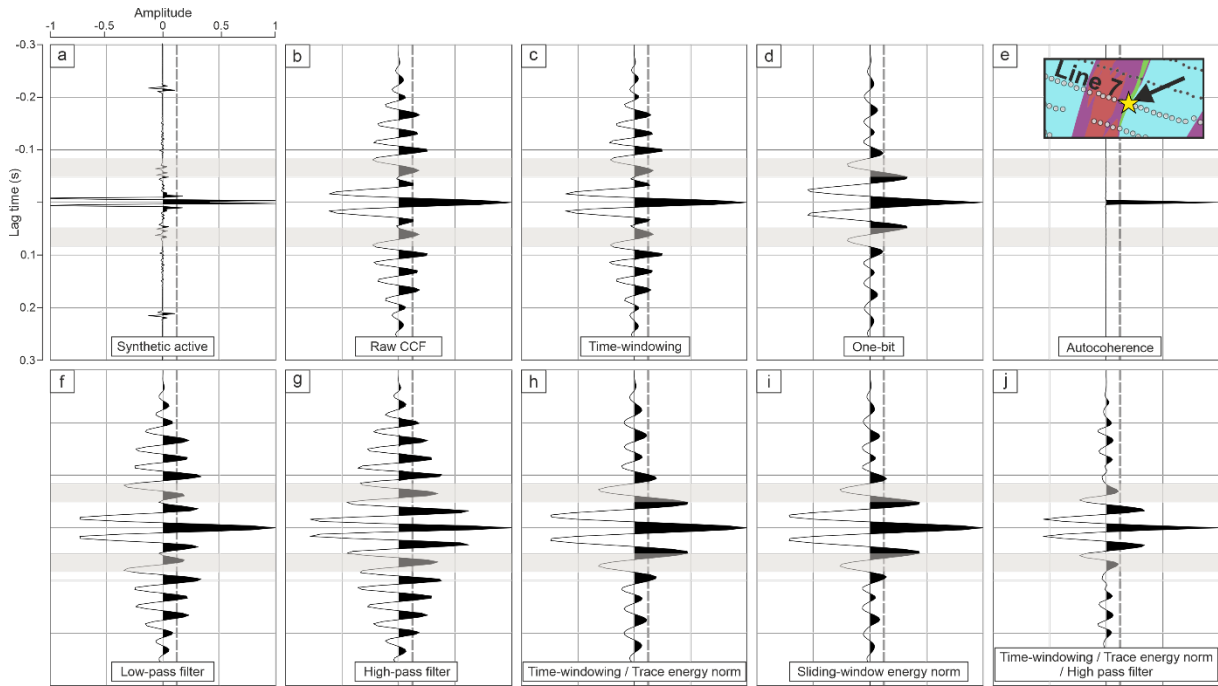 Amplitude
-1 -0.5 0 0.5 1
Lag time (s)
-0.3
-0.2
-0.1
0.1
0.2
0.3
a
Synthetic active
b
Raw CCF
c
Time-windowing
d
One-bit
e
Line 7
Autocoherence
f
Low-pass filter
g
High-pass filter
h
Time-windowing / Trace energy norm
i
Sliding-window energy norm
j
Time-windowing / Trace energy norm
/ High pass filter